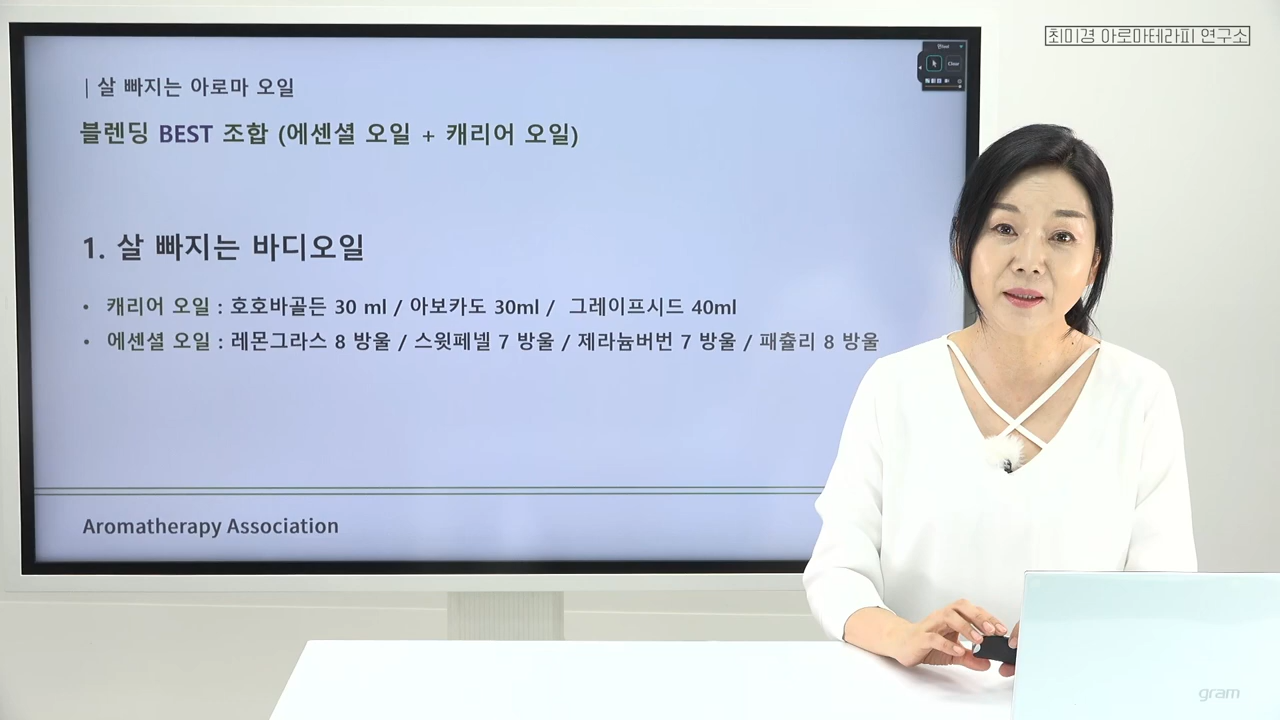 최미경 아로마테라피 연구소
| 살 빠지는 아로마 오일
블렌딩 BEST 조합 (에센셜 오일 + 캐리어 오일)
1. 살 빠지는 바디오일
• 캐리어 오일 : 호호바골든 30 ml / 아보카도 30ml / 그레이프시드 40ml
• 에센셜 오일 : 레몬그라스 8 방울 / 스윗페넬 7 방울 / 제라늄버번 7 방울 / 패츌리 8 방울
Aromatherapy Association
Clear
gram